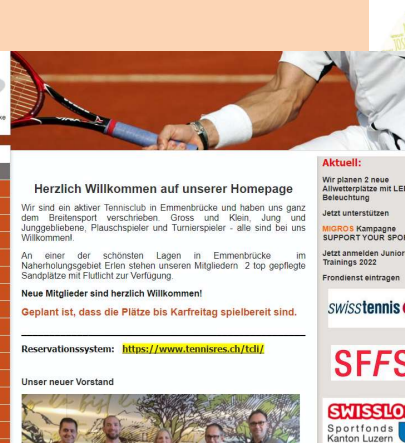 Herzlich Willkommen auf unserer Homepage
Wir sind ein aktiver Tennisclub in Emmenbrücke und haben uns ganz
dem Breitensport verschrieben. Gross und Klein, Jung und
Junggebliebene, Plauschspieler und Turnierspieler - alle sind bei uns
Willkommen!
An einer der schönsten Lagen in Emmenbrücke im
Naherholungsgebiet Erlen stehen unseren Mitgliedern 2 top gepflegte
Sandplätze mit Flutlicht zur Verfügung.
Neue Mitglieder sind herzlich Willkommen!
Geplant ist, dass die Plätze bis Karfreitag spielbereit sind.
Reservationssystem: https://www.tennisres.ch/tcli/
Unser neuer Vorstand
Aktuell:
Wir planen 2 neue
Allwetterplätze mit LE
Beleuchtung
Jetzt unterstützen
MIGROS Kampagne
SUPPORT YOUR SPO
Jetzt anmelden Junior
Trainings 2022
Frondienst eintragen
swisstennis
SFFS
SWISSLO
Sportfonds
Kanton Luzern